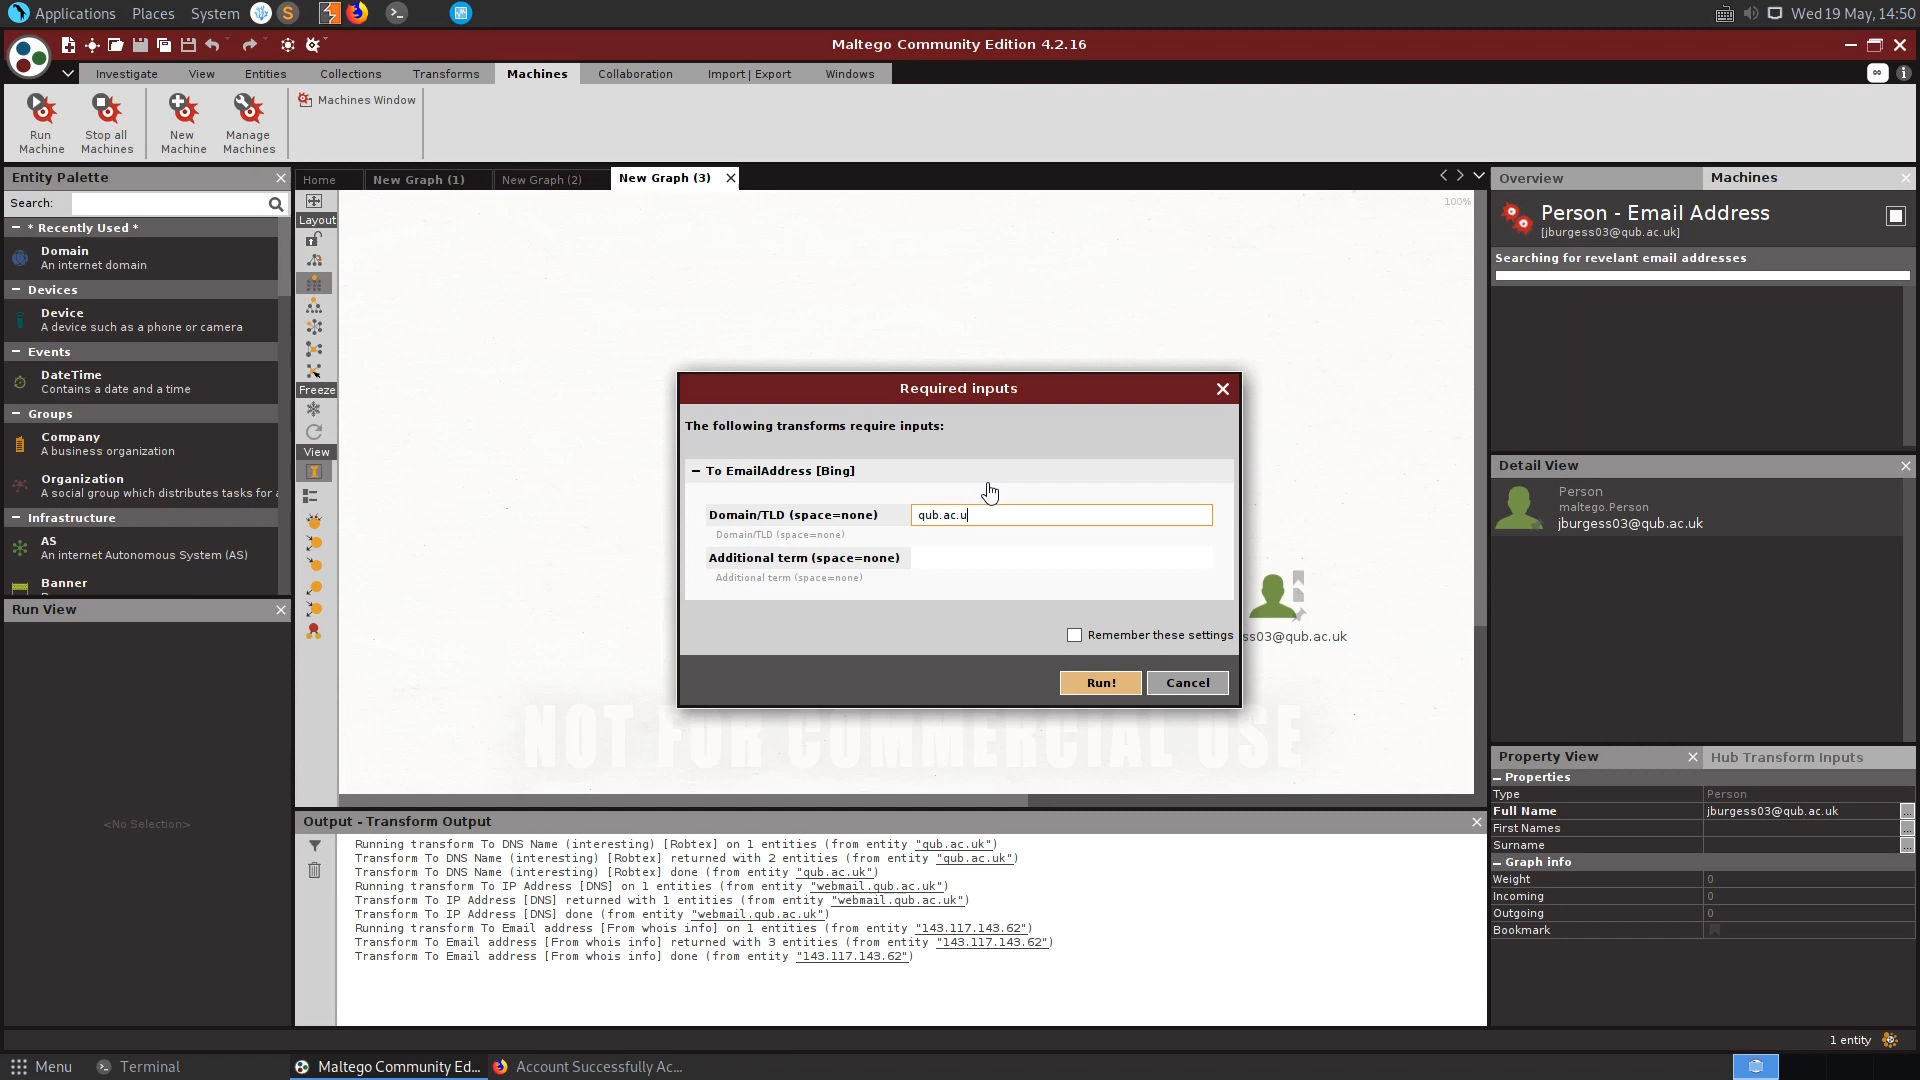 Applications Places System
Wed 19 May, 14:50
Maltego Community Edition 4.2.16
Investigate View Entities Collections Transforms Machines Collaboration Import | Export Windows
Run Machine
Stop all Machines
New Machine
Manage Machines
Machines Window
Entity Palette
Search:
* Recently Used *
Domain
An internet domain
Devices
Device
A device such as a phone or camera
Events
DateTime
Contains a date and a time
Groups
Company
A business organization
Organization
A social group which distributes tasks for a
Infrastructure
AS
An internet Autonomous System (AS)
Banner
Run View
<No Selection>
Home New Graph (1) New Graph (2) New Graph (3)
Layout
Freeze
View
100%
Required inputs
The following transforms require inputs:
To EmailAddress [Bing]
Domain/TLD (space=none) qub.ac.u
Domain/TLD (space=none)
Additional term (space=none)
Additional term (space=none)
Remember these settings
Run! Cancel
ss03@qub.ac.uk
NOT FOR COMMERCIAL USE
Output - Transform Output
Running transform To DNS Name (interesting) [Robtex] on 1 entities (from entity "qub.ac.uk")
Transform To DNS Name (interesting) [Robtex] returned with 2 entities (from entity "qub.ac.uk")
Transform To DNS Name (interesting) [Robtex] done (from entity "qub.ac.uk")
Running transform To IP Address [DNS] on 1 entities (from entity "webmail.qub.ac.uk")
Transform To IP Address [DNS] returned with 1 entities (from entity "webmail.qub.ac.uk")
Transform To IP Address [DNS] done (from entity "webmail.qub.ac.uk")
Running transform To Email address [From whois info] on 1 entities (from entity "143.117.143.62")
Transform To Email address [From whois info] returned with 3 entities (from entity "143.117.143.62")
Transform To Email address [From whois info] done (from entity "143.117.143.62")
Overview Machines
Person - Email Address
[jburgess03@qub.ac.uk]
Searching for revelant email addresses
Detail View
Person
maltego.Person
jburgess03@qub.ac.uk
Property View Hub Transform Inputs
Properties
Type Person
Full Name jburgess03@qub.ac.uk
First Names
Surname
Graph info
Weight 0
Incoming 0
Outgoing 0
Bookmark
1 entity
Menu Terminal Maltego Community Ed... Account Successfully Ac...